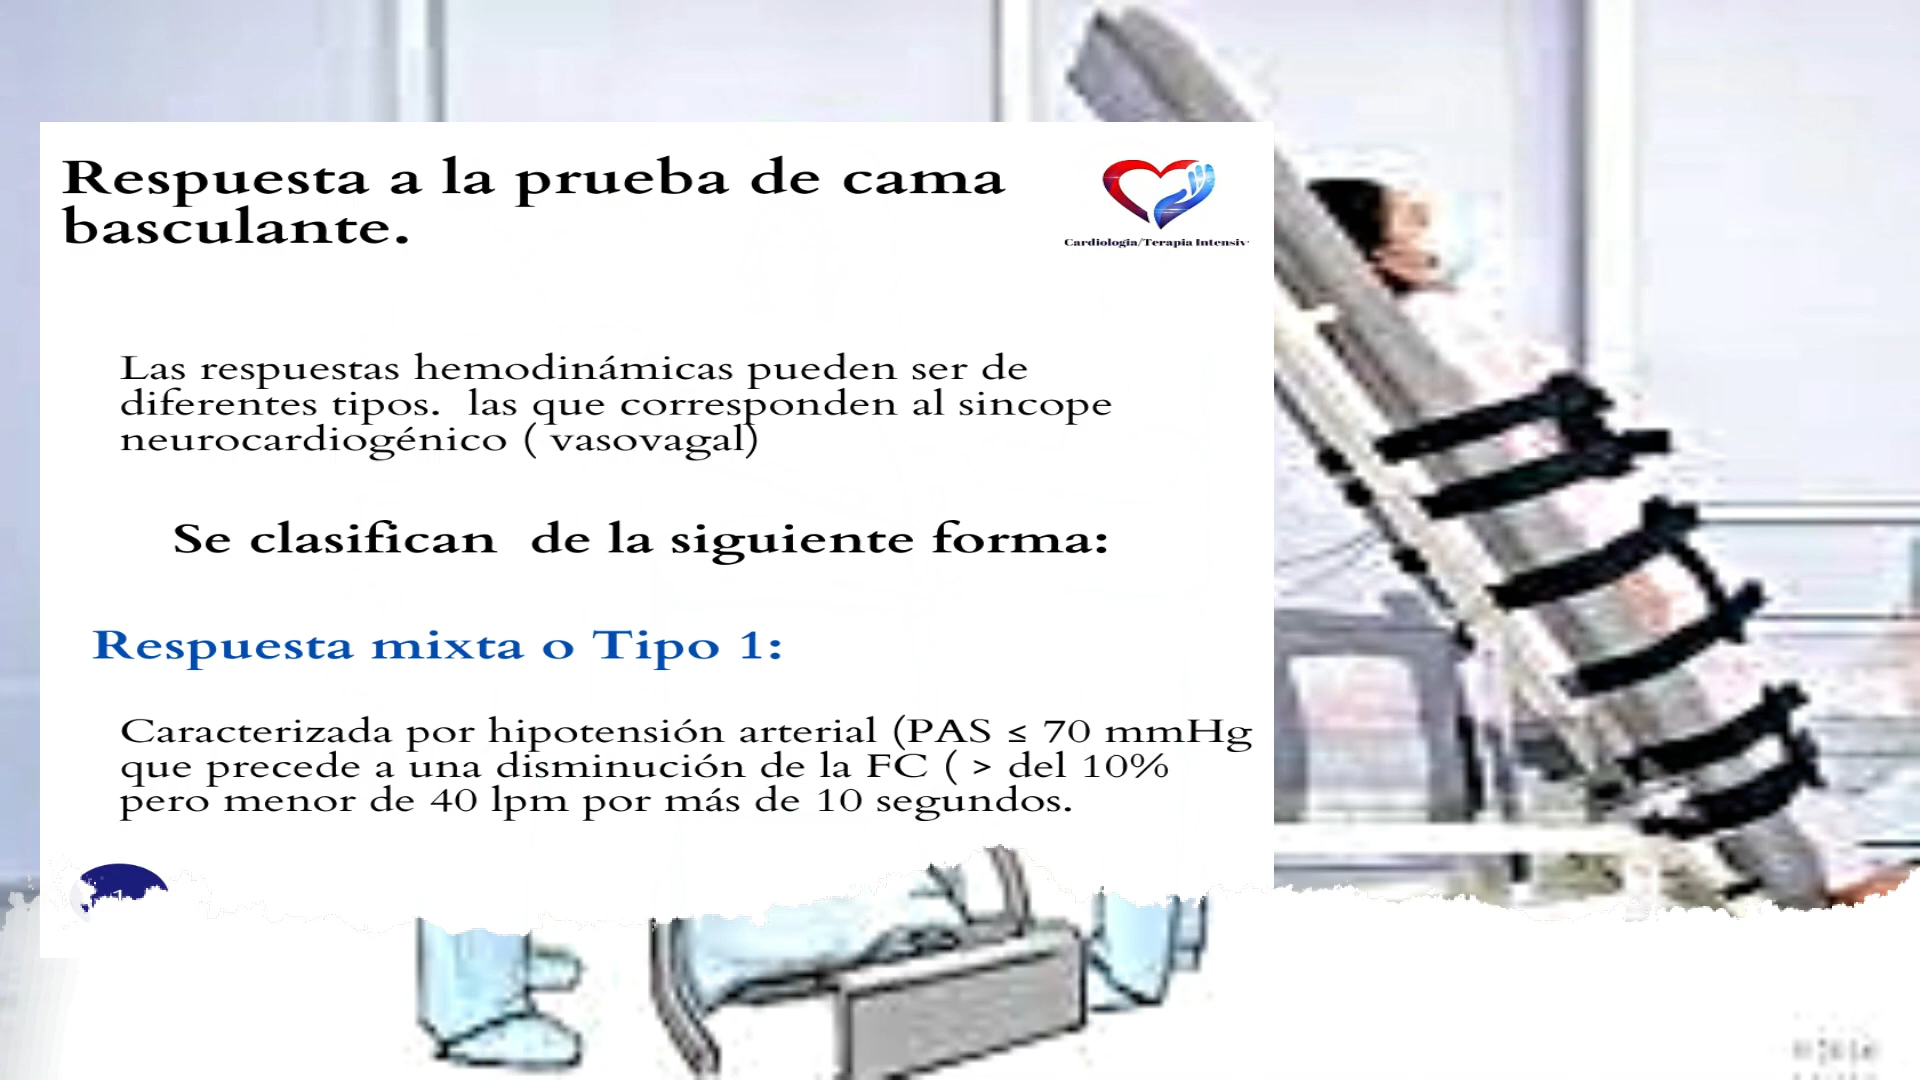 Respuesta a la prueba de cama
basculante.
Cardiologia/Terapia Intensiv
Las respuestas hemodinámicas pueden ser de
diferentes tipos.  las que corresponden al sincope
neurocardiogénico ( vasovagal)
Se clasifican  de la siguiente forma:
Respuesta mixta o Tipo 1:
Caracterizada por hipotensión arterial (PAS ≤ 70 mmHg
que precede a una disminución de la FC ( > del 10%
pero menor de 40 lpm por más de 10 segundos.